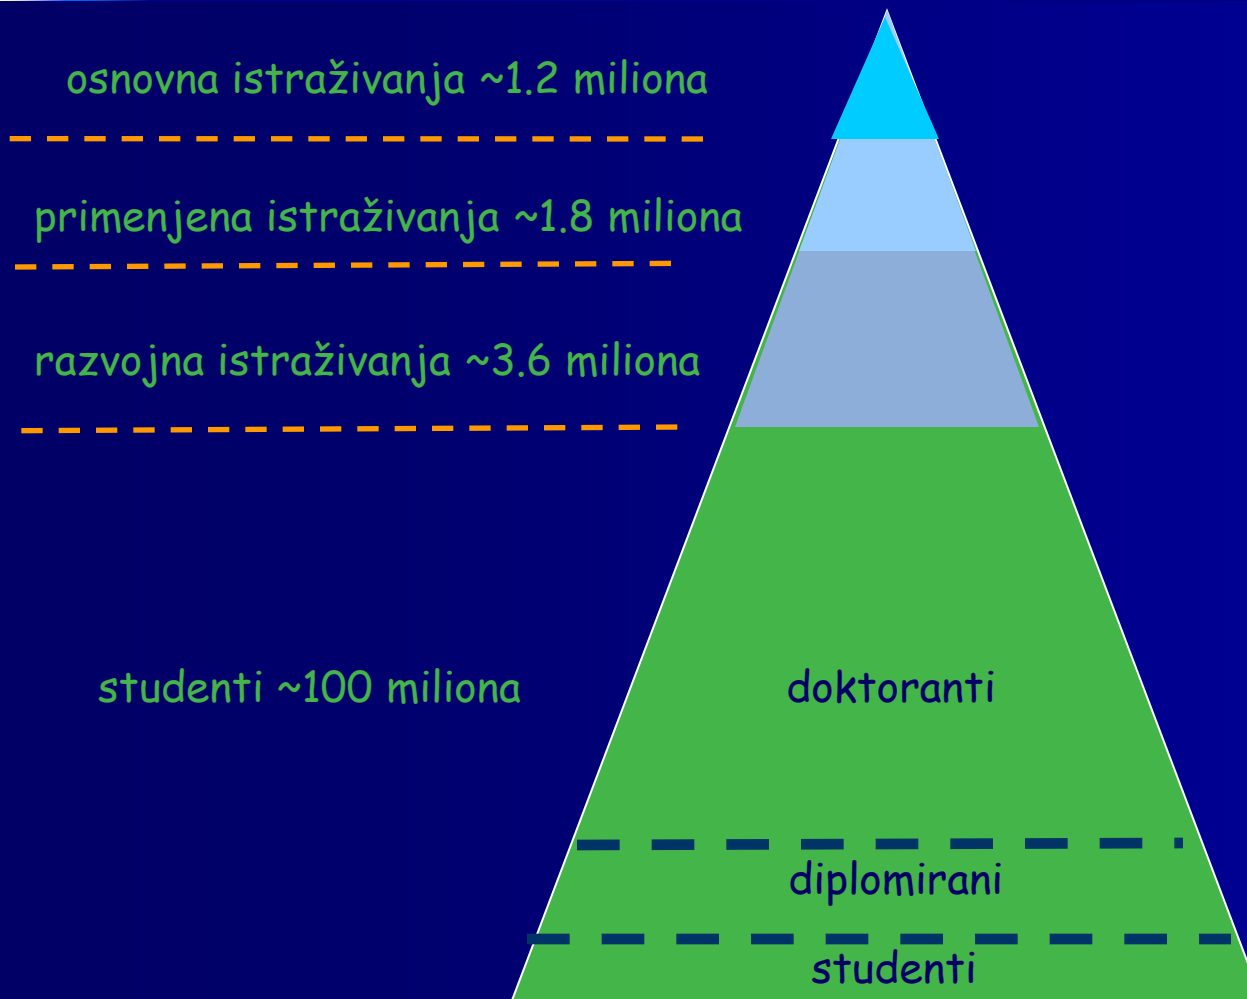 osnovna istraživanja ~1.2 miliona
primenjena istraživanja ~1.8 miliona
razvojna istraživanja ~3.6 miliona
studenti ~100 miliona
doktoranti
diplomirani
studenti